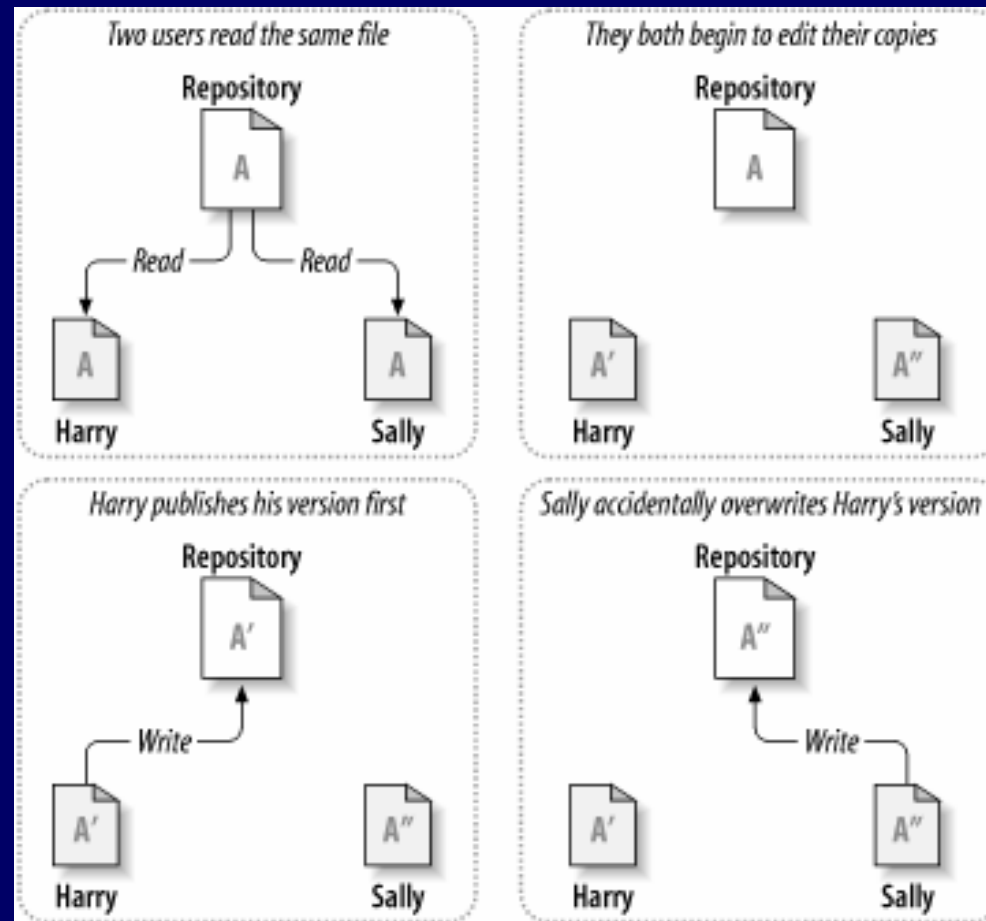 Two users read the same file
Repository
A
Read Read
A A
Harry Sally
They both begin to edit their copies
Repository
A
A′ A″
Harry Sally
Harry publishes his version first
Repository
A′
Write
A′ A″
Harry Sally
Sally accidentally overwrites Harry's version
Repository
A″
Write
A′ A″
Harry Sally